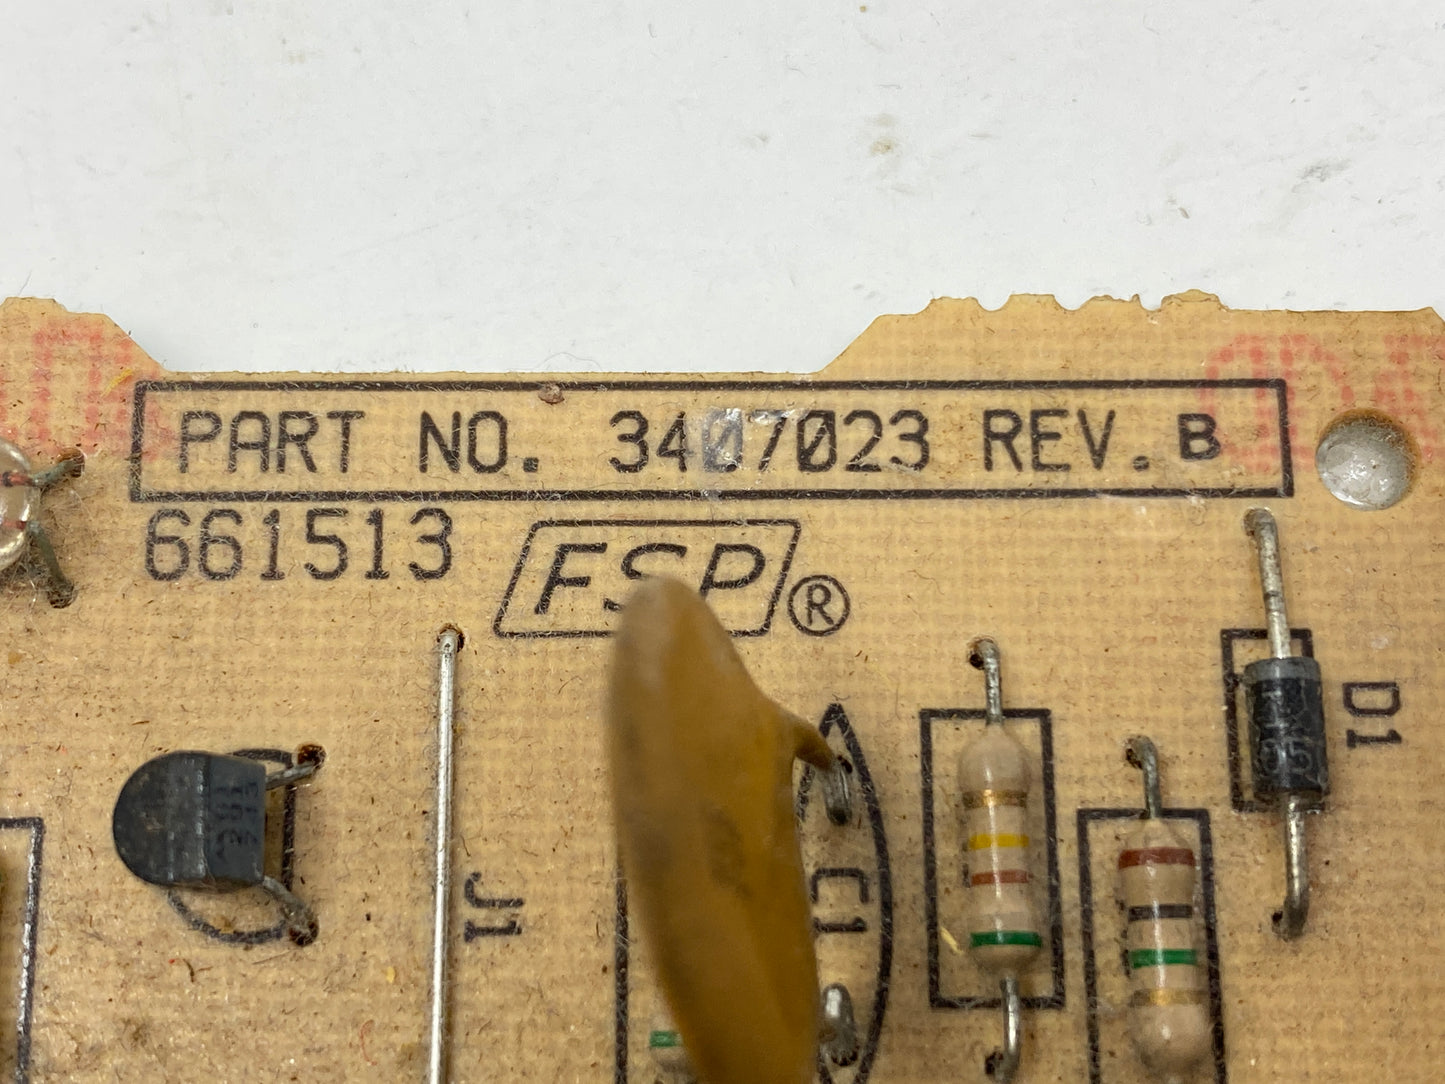 PART NO. 3407023 REV. B
661513 FSP®
D1
J1
C1